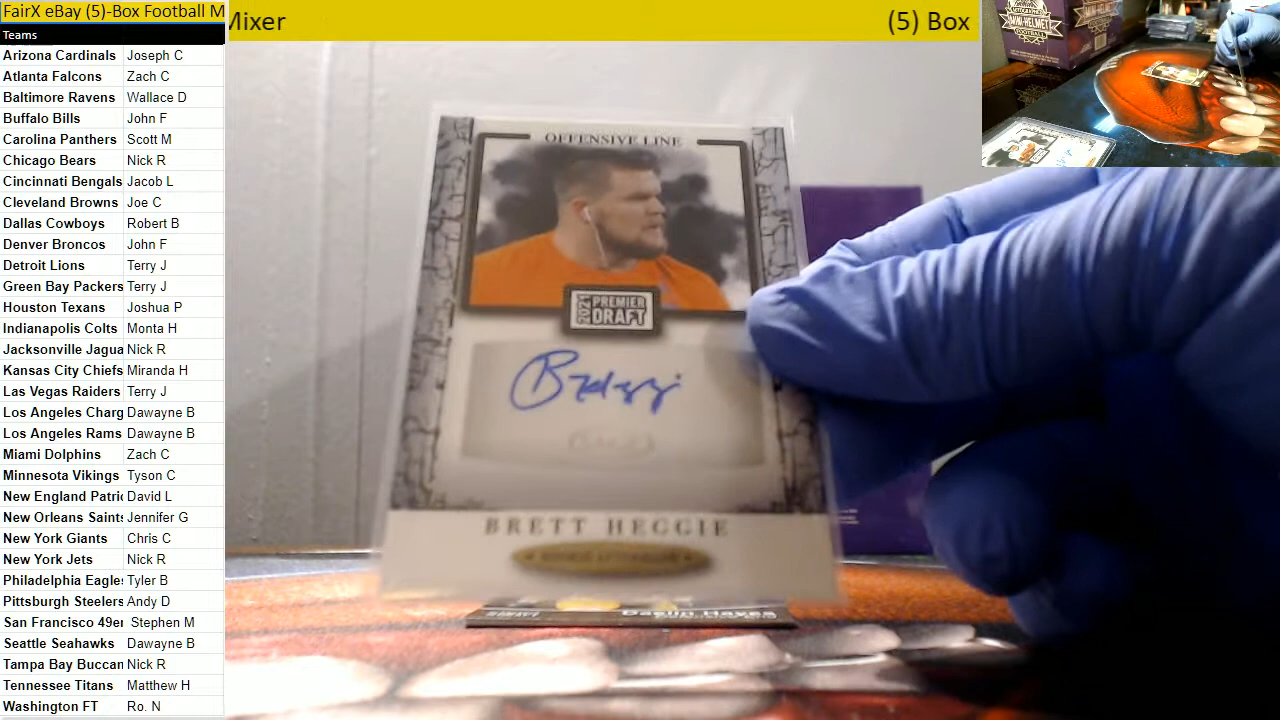 FairX eBay (5)-Box Football M
Mixer
(5) Box
Teams
Arizona Cardinals Joseph C
Atlanta Falcons Zach C
Baltimore Ravens Wallace D
Buffalo Bills John F
Carolina Panthers Scott M
Chicago Bears Nick R
Cincinnati Bengals Jacob L
Cleveland Browns Joe C
Dallas Cowboys Robert B
Denver Broncos John F
Detroit Lions Terry J
Green Bay Packers Terry J
Houston Texans Joshua P
Indianapolis Colts Monta H
Jacksonville Jagua Nick R
Kansas City Chiefs Miranda H
Las Vegas Raiders Terry J
Los Angeles Charg Dawayne B
Los Angeles Rams Dawayne B
Miami Dolphins Zach C
Minnesota Vikings Tyson C
New England Patri David L
New Orleans Saints Jennifer G
New York Giants Chris C
New York Jets Nick R
Philadelphia Eagle Tyler B
Pittsburgh Steelers Andy D
San Francisco 49er Stephen M
Seattle Seahawks Dawayne B
Tampa Bay Buccan Nick R
Tennessee Titans Matthew H
Washington FT Ro. N
OFFENSIVE LINE
2021 PREMIER
DRAFT
BRETT HEGGIE
Daelin Hayes
MINI-HELMET
FOOTBALL